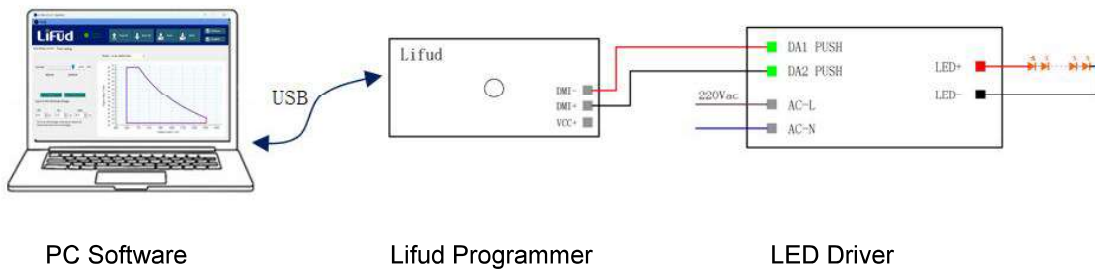 LiFUD
USB
Lifud
DMI-
DMI+
VCC+
DA1 PUSH
DA2 PUSH
220Vac
AC-L
AC-N
LED+
LED-
PC Software
Lifud Programmer
LED Driver